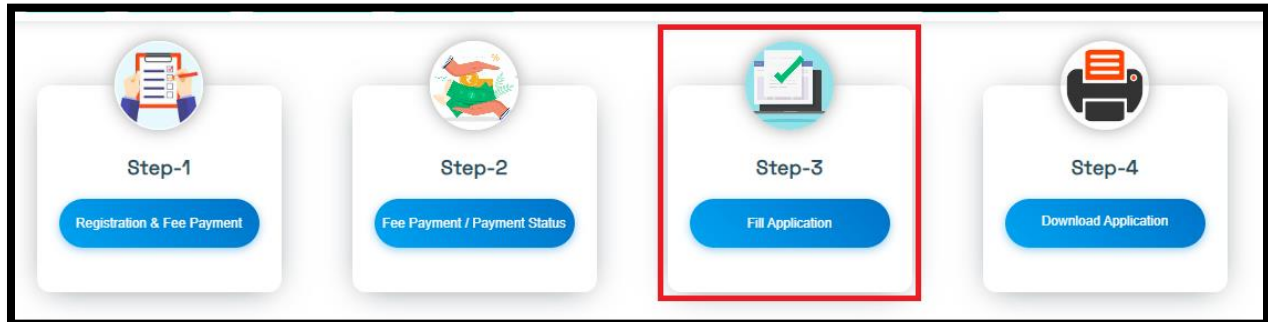 Step-1
Registration & Fee Payment
Step-2
Fee Payment / Payment Status
Step-3
Fill Application
Step-4
Download Application